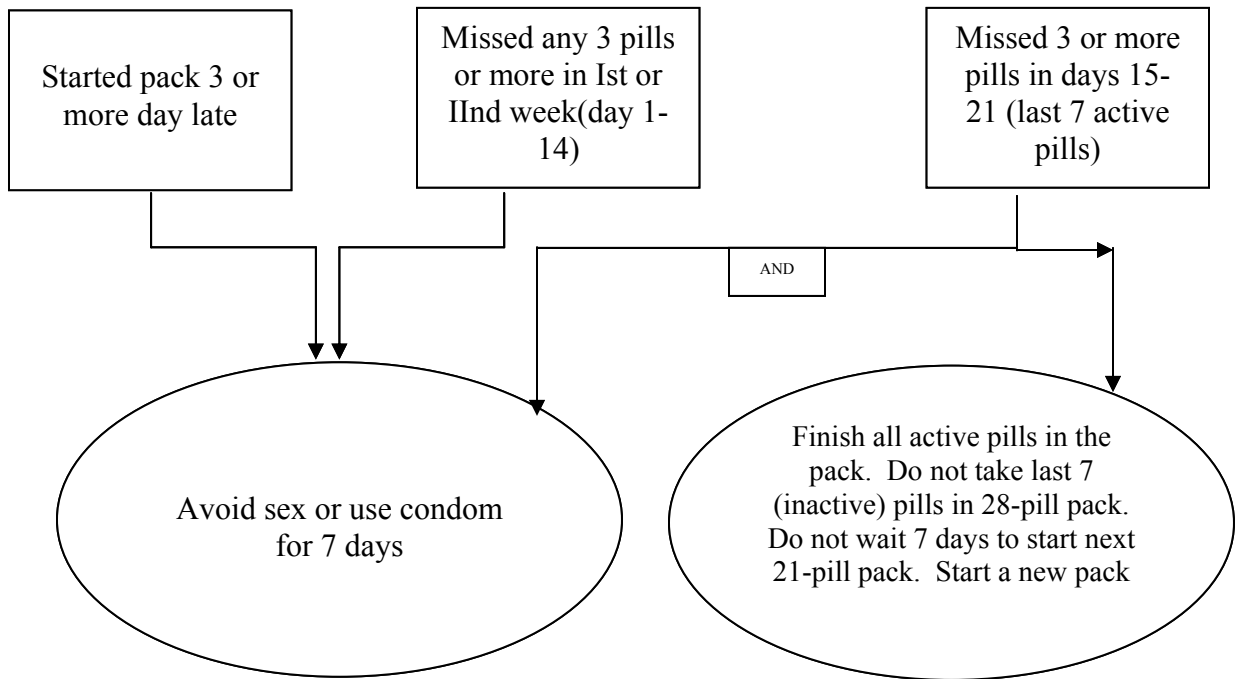 Started pack 3 or
more day late
Missed any 3 pills
or more in Ist or
IInd week(day 1-
14)
Missed 3 or more
pills in days 15-
21 (last 7 active
pills)
AND
Avoid sex or use condom
for 7 days
Finish all active pills in the
pack.  Do not take last 7
(inactive) pills in 28-pill pack.
Do not wait 7 days to start next
21-pill pack.  Start a new pack